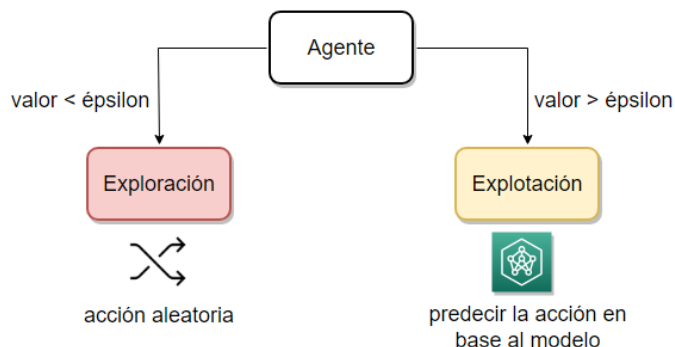 Agente
valor < épsilon
valor > épsilon
Exploración
Explotación
acción aleatoria
predecir la acción en
base al modelo